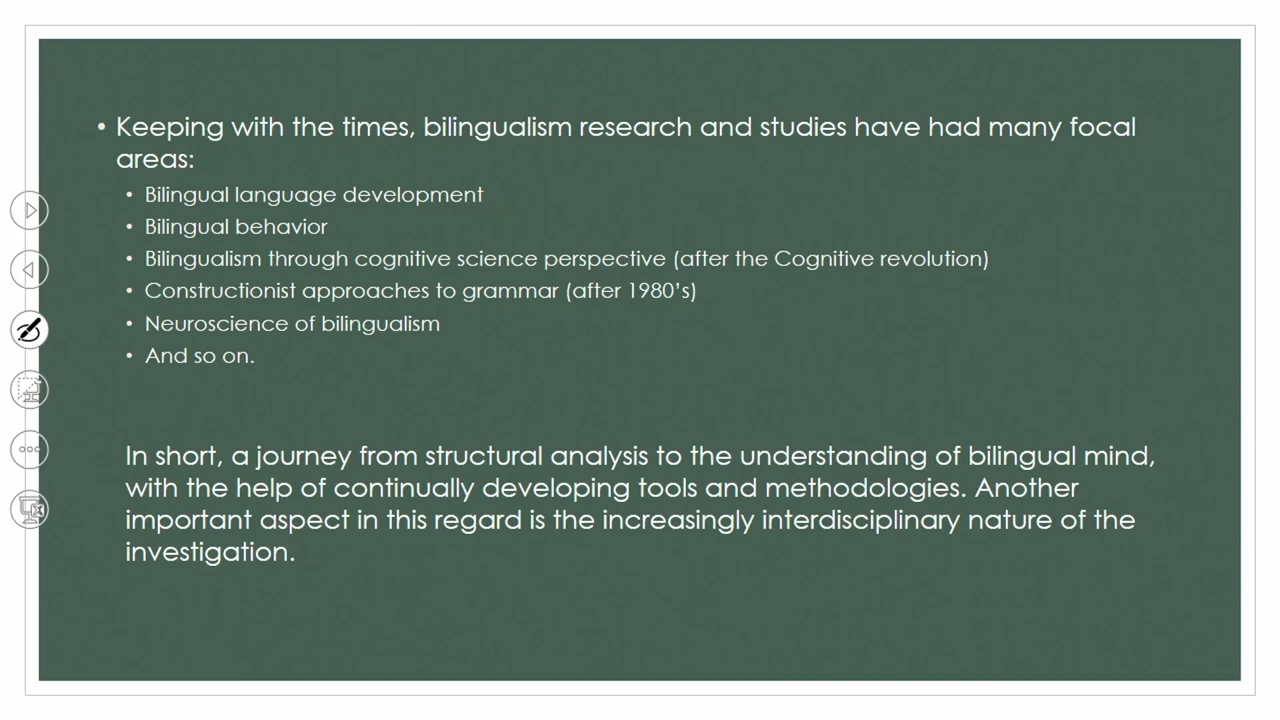 • Keeping with the times, bilingualism research and studies have had many focal
areas:
• Bilingual language development
• Bilingual behavior
• Bilingualism through cognitive science perspective (after the Cognitive revolution)
• Constructionist approaches to grammar (after 1980’s)
• Neuroscience of bilingualism
• And so on.
In short, a journey from structural analysis to the understanding of bilingual mind,
with the help of continually developing tools and methodologies. Another
important aspect in this regard is the increasingly interdisciplinary nature of the
investigation.